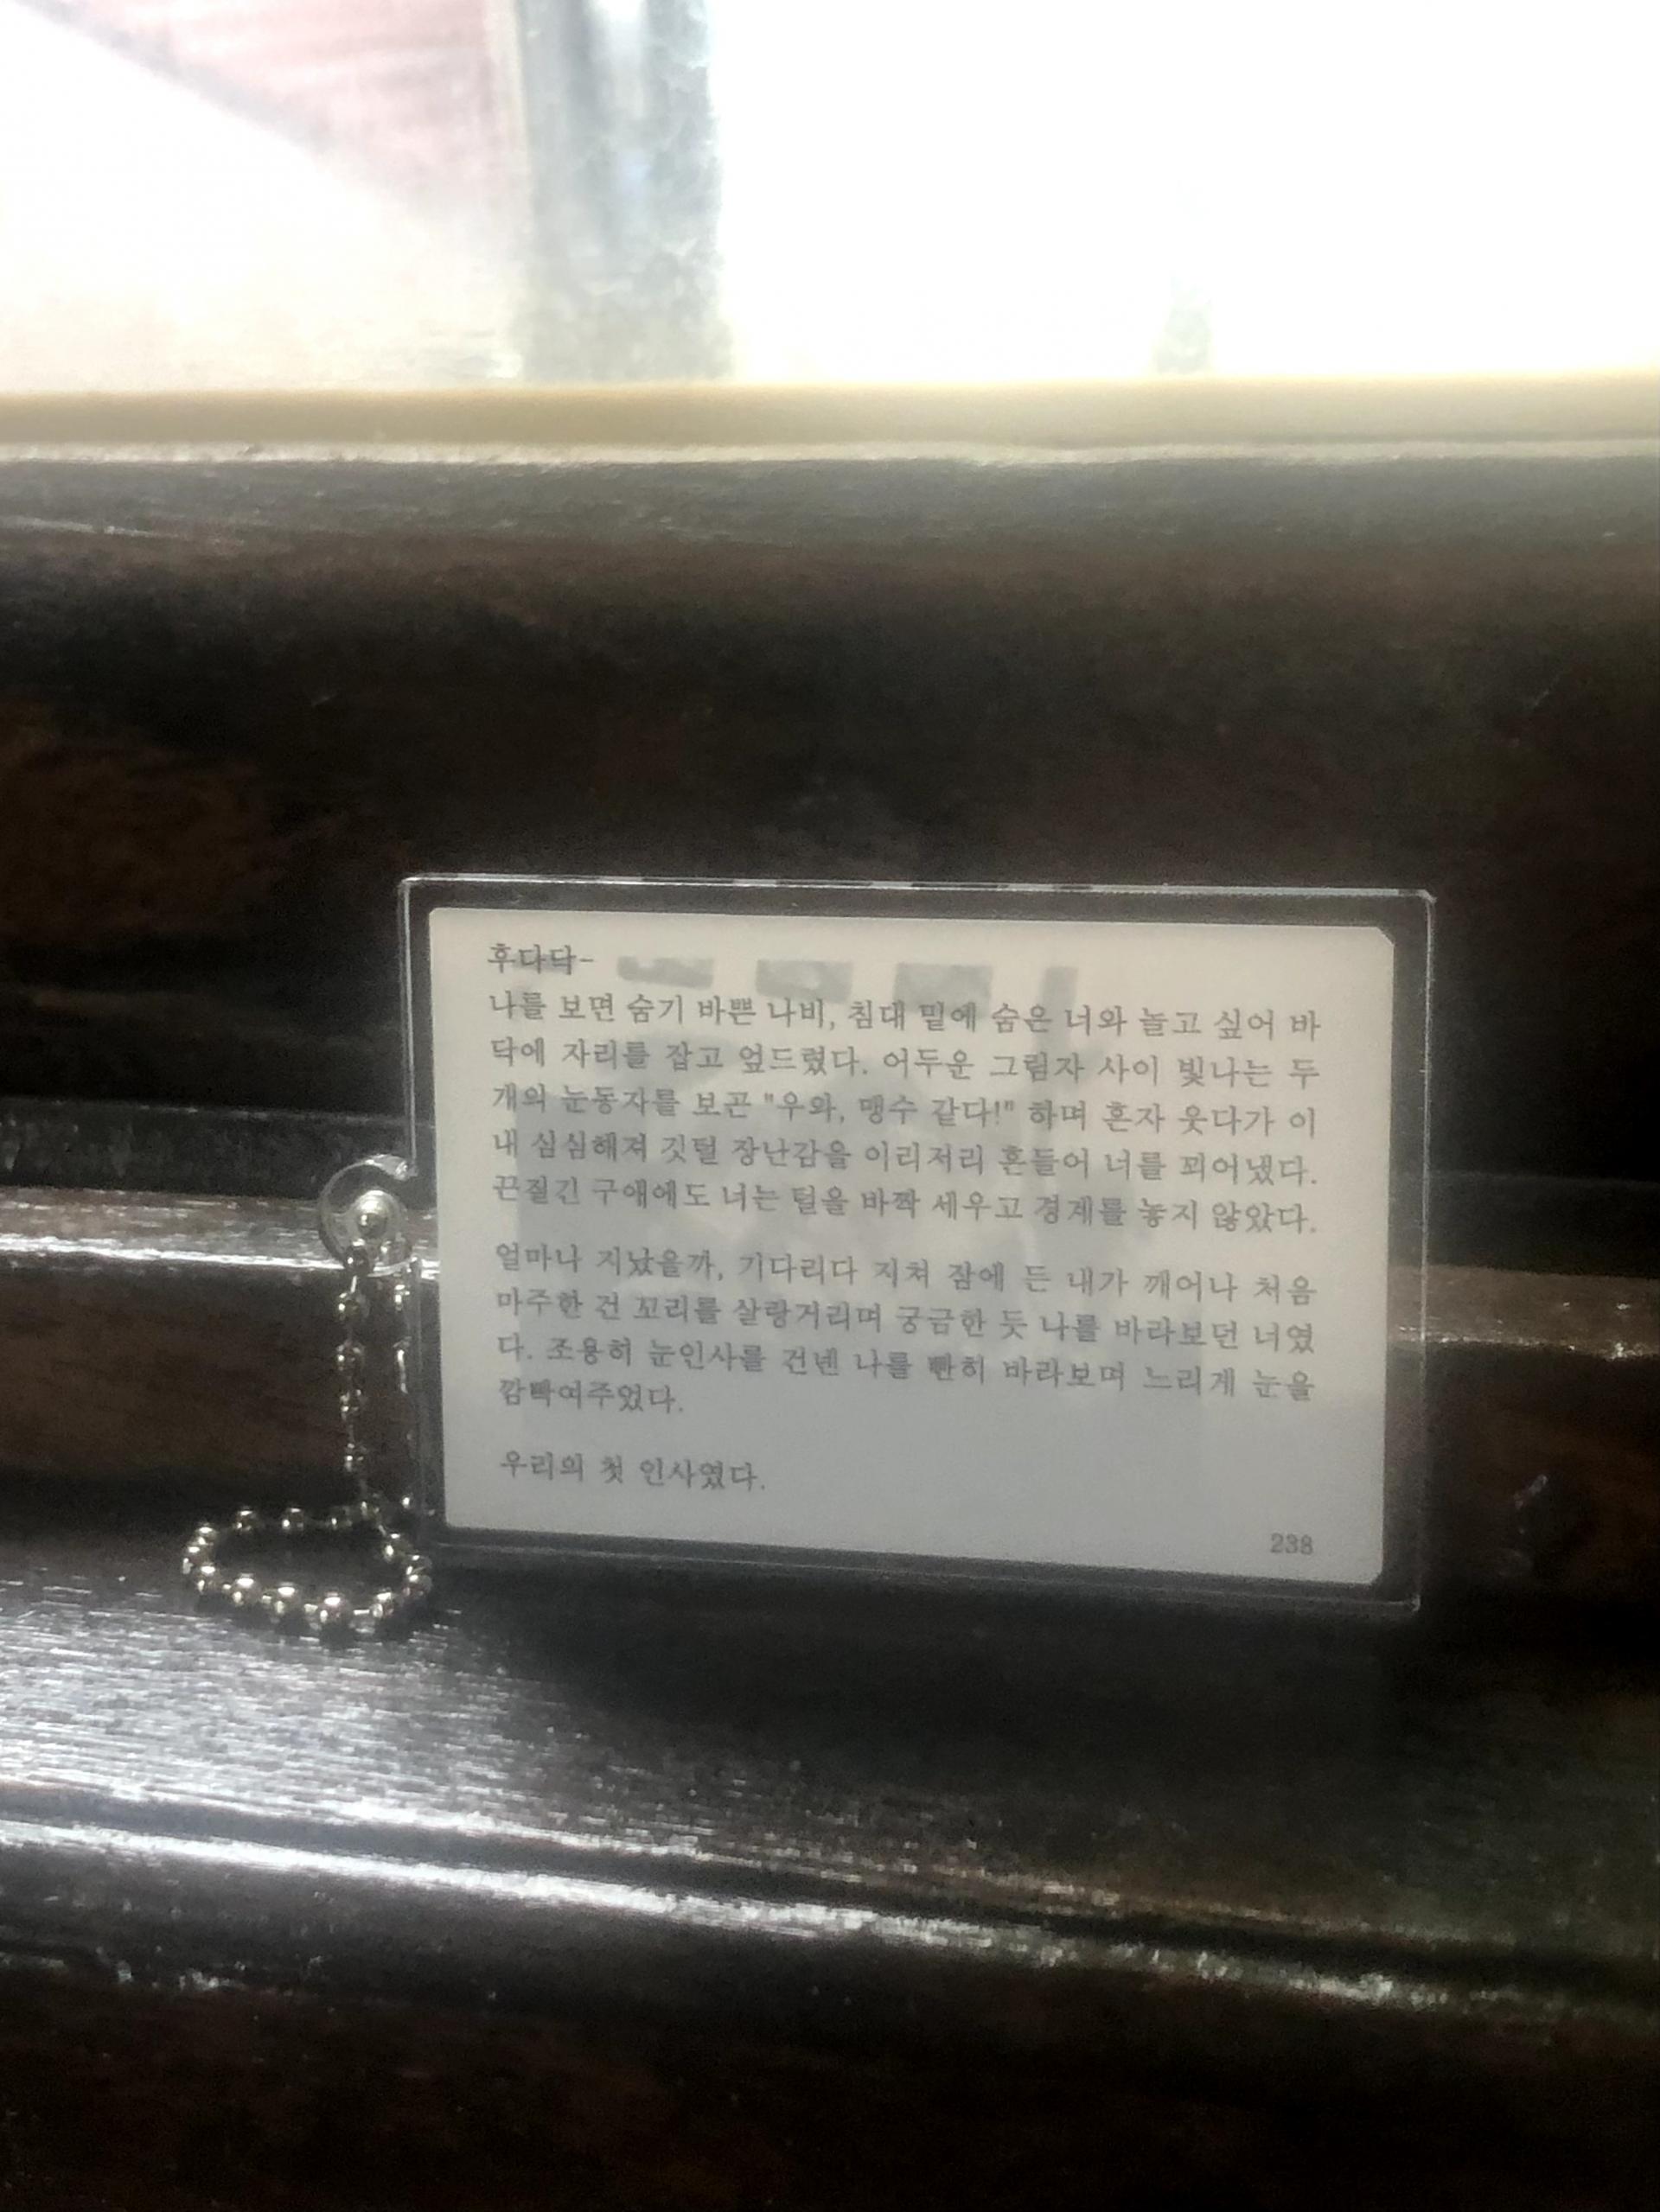 후다닥-
나를 보면 숨기 바쁜 나비, 침대 밑에 숨은 너와 놀고 싶어 바
닥에 자리를 잡고 엎드렸다. 어두운 그림자 사이 빛나는 두
개의 눈동자를 보곤 "우와, 맹수 같다!" 하며 혼자 웃다가 이
내 심심해져 깃털 장난감을 이리저리 흔들어 너를 꾀어냈다.
끈질긴 구애에도 너는 털을 바짝 세우고 경계를 놓지 않았다.
얼마나 지났을까, 기다리다 지쳐 잠에 든 내가 깨어나 처음
마주한 건 꼬리를 살랑거리며 궁금한 듯 나를 바라보던 너였
다. 조용히 눈인사를 건넨 나를 빤히 바라보며 느리게 눈을
깜빡여주었다.
우리의 첫 인사였다.
238